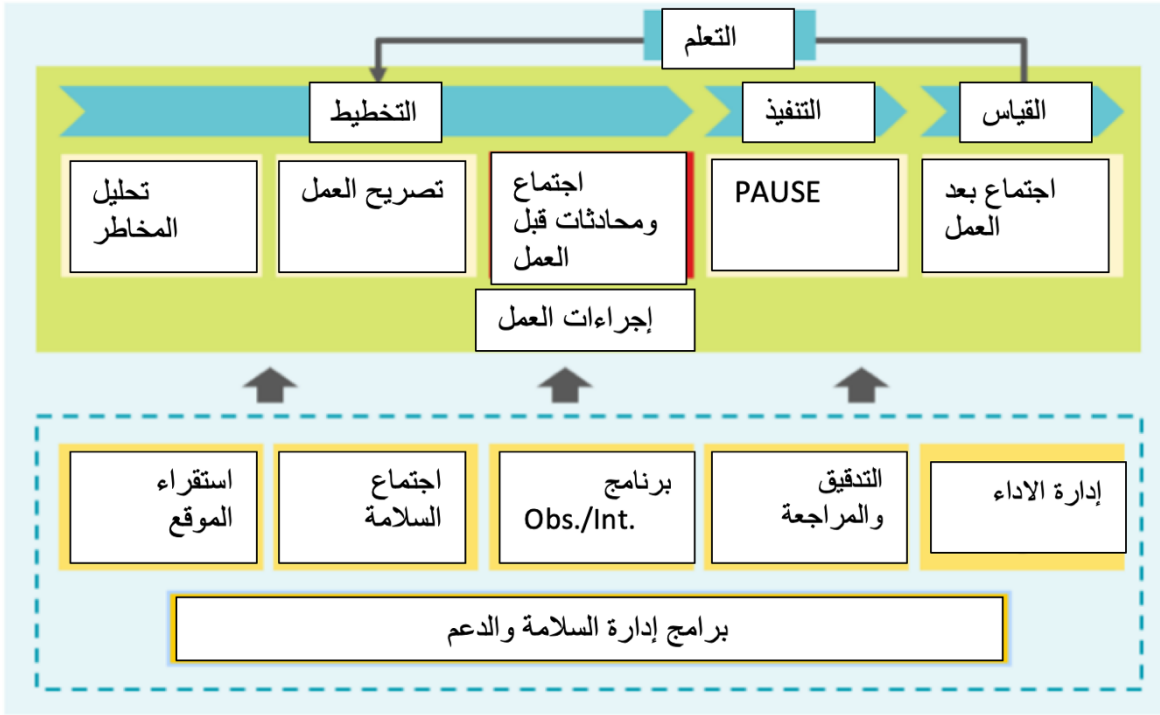 التعلم
التخطيط
التنفيذ
القياس
تحليل
المخاطر
تصريح العمل
اجتماع
ومحادثات قبل
العمل
PAUSE
اجتماع بعد
العمل
إجراءات العمل
استقراء
الموقع
اجتماع
السلامة
برنامج
Obs./Int.
التدقيق
والمراجعة
إدارة الاداء
برامج إدارة السلامة والدعم